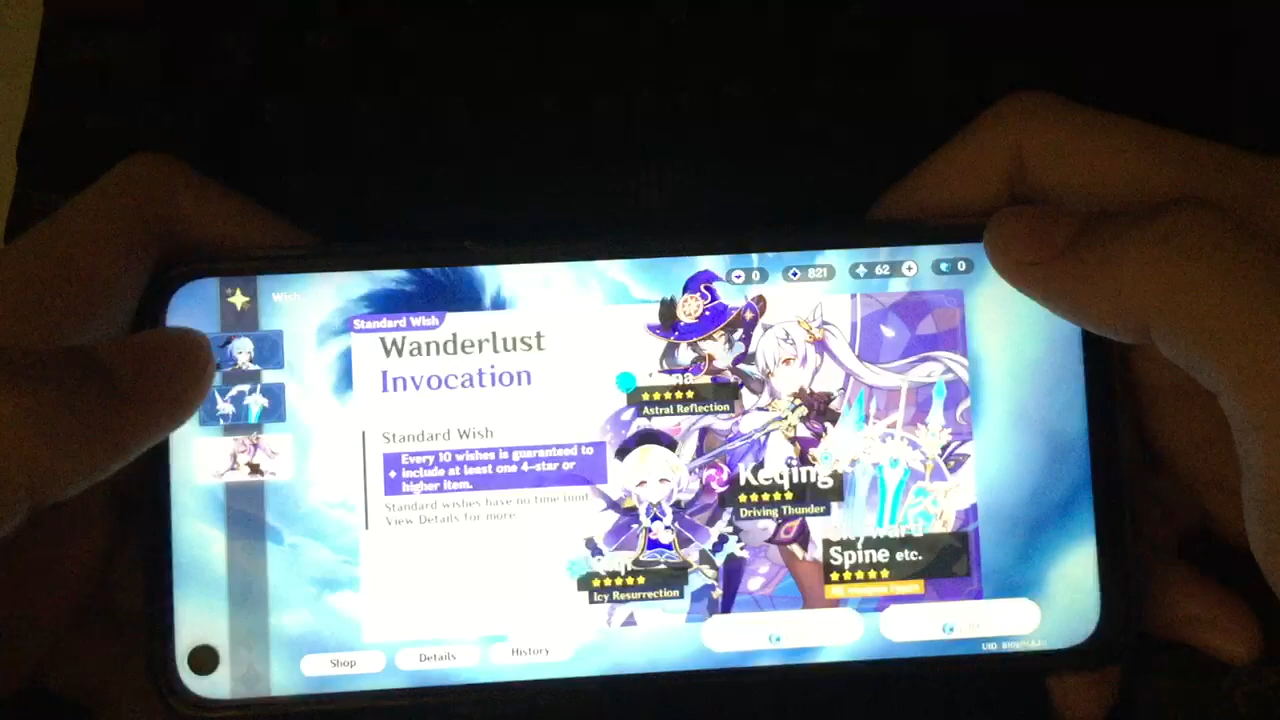 Wish
0
821
62
0
Standard Wish
Wanderlust
Invocation
Standard Wish
Every 10 wishes is guaranteed to
include at least one 4-star or
higher item.
Standard wishes have no time limit.
View Details for more.
Astral Reflection
Keqing
Driving Thunder
Spine etc.
Icy Resurrection
Shop
Details
History
UID